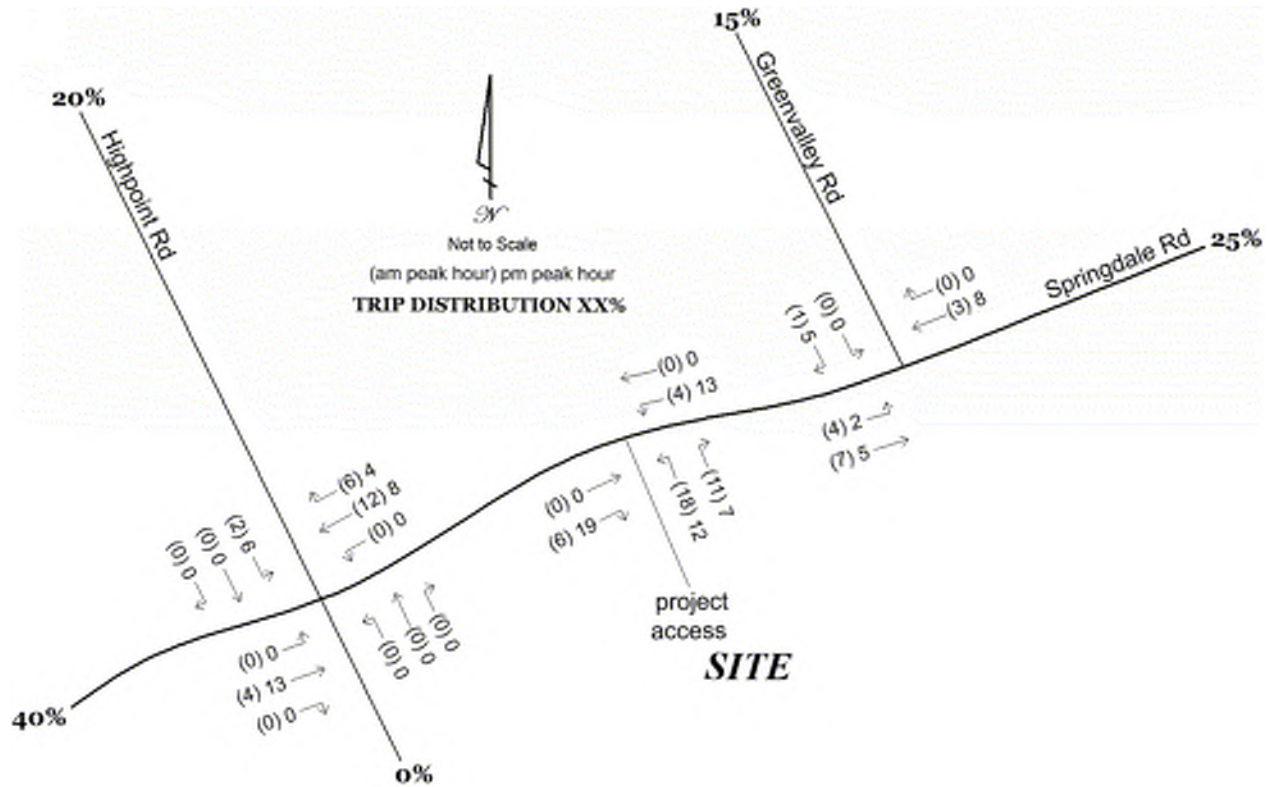 15%
20%
Greenvalley Rd
Highpoint Rd
N
Not to Scale
(am peak hour) pm peak hour
TRIP DISTRIBUTION XX%
Springdale Rd
25%
(0) 0
(3) 8
(0) 0
(1) 5
(0) 0
(4) 13
(4) 2
(7) 5
(6) 4
(12) 8
(0) 0
(0) 0
(6) 19
(11) 7
(18) 12
(2) 6
(0) 0
(0) 0
project
access
SITE
(0) 0
(4) 13
(0) 0
(0) 0
(0) 0
(0) 0
40%
0%